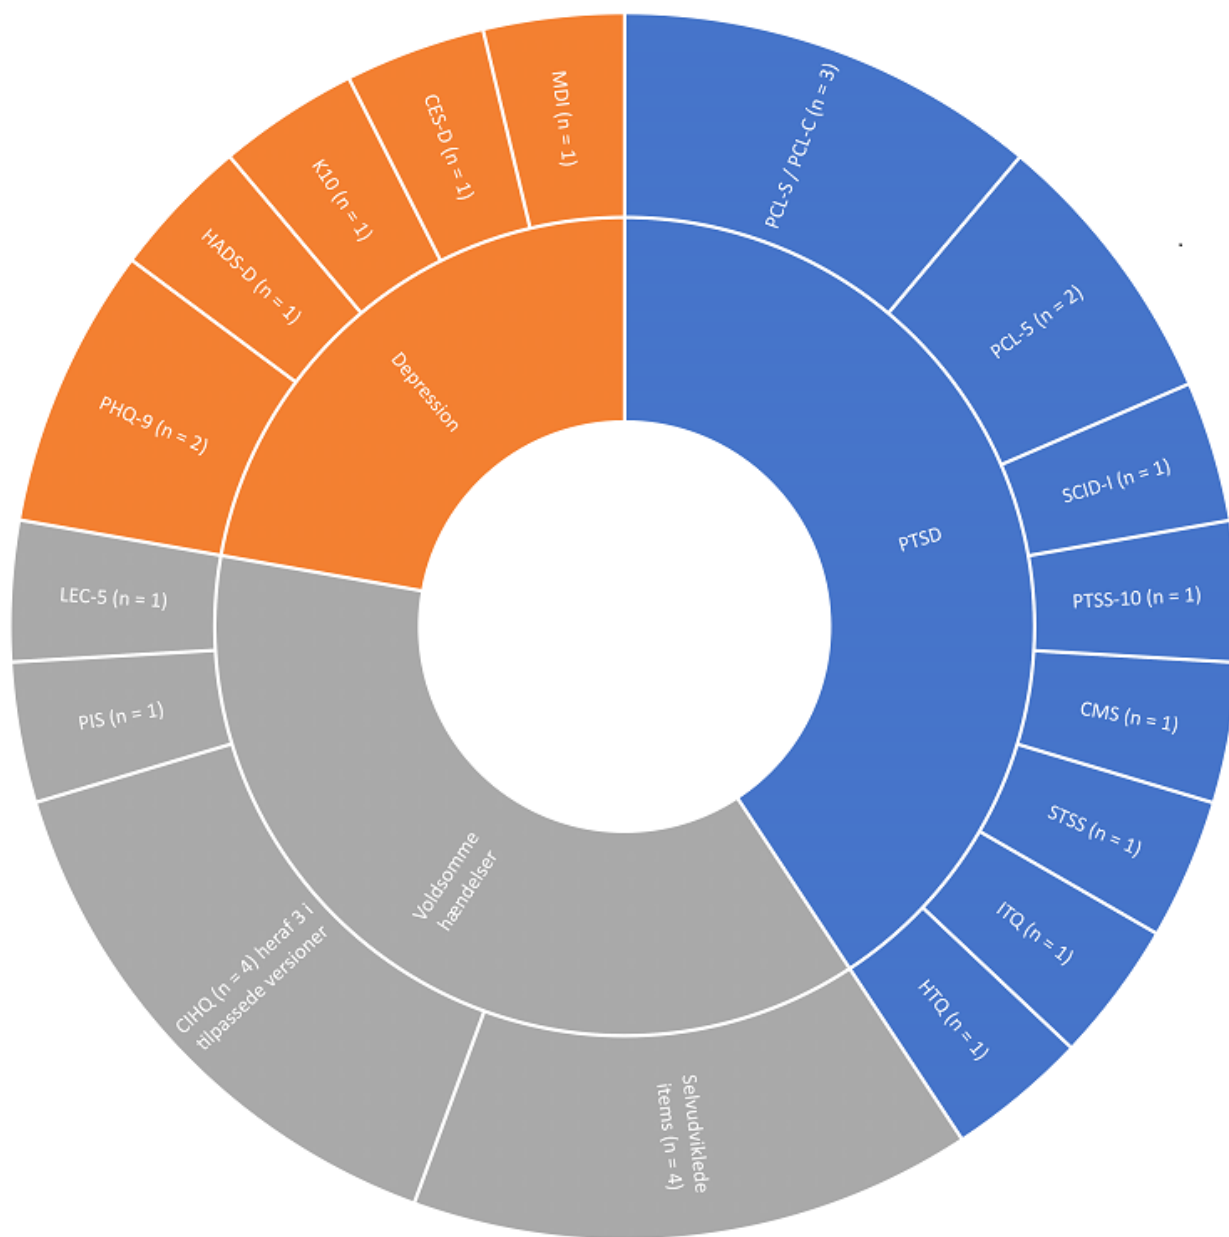 PTSD
PCL-S / PCL-C (n = 3)
PCL-5 (n = 2)
SCID-I (n = 1)
PTSS-10 (n = 1)
CMS (n = 1)
STSS (n = 1)
ITQ (n = 1)
HTQ (n = 1)
Voldsomme
hændelser
Selvudviklede
items (n = 4)
CIHQ (n = 4) heraf 3 i
tilpassede versioner
PIS (n = 1)
LEC-5 (n = 1)
Depression
PHQ-9 (n = 2)
HADS-D (n = 1)
K10 (n = 1)
CES-D (n = 1)
MDI (n = 1)